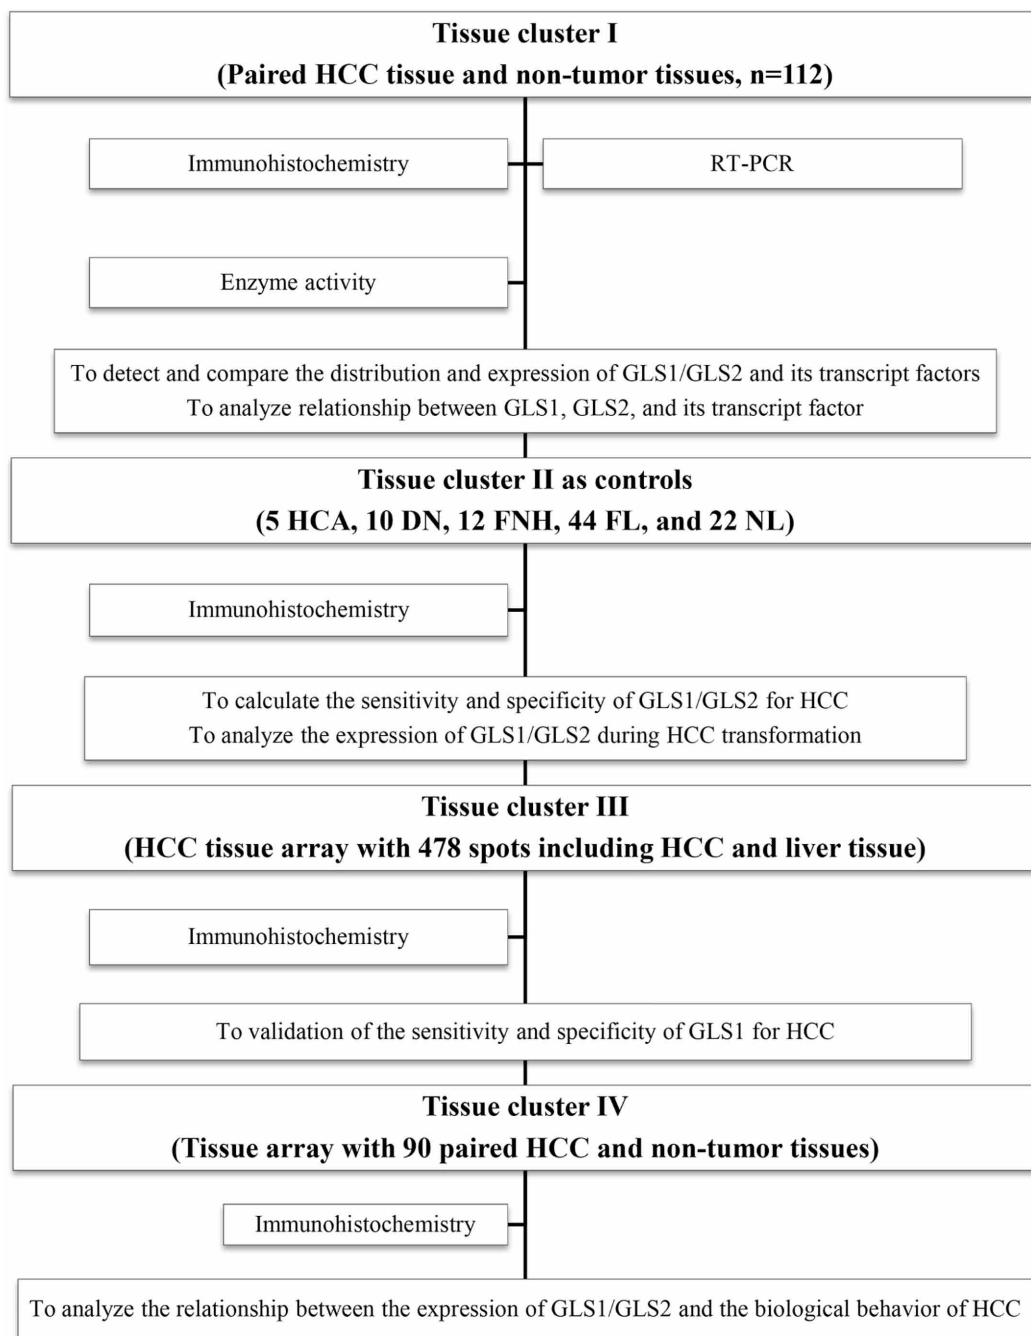 Tissue cluster I
(Paired HCC tissue and non-tumor tissues, n=112)
Immunohistochemistry
RT-PCR
Enzyme activity
To detect and compare the distribution and expression of GLS1/GLS2 and its transcript factors
To analyze relationship between GLS1, GLS2, and its transcript factor
Tissue cluster II as controls
(5 HCA, 10 DN, 12 FNH, 44 FL, and 22 NL)
Immunohistochemistry
To calculate the sensitivity and specificity of GLS1/GLS2 for HCC
To analyze the expression of GLS1/GLS2 during HCC transformation
Tissue cluster III
(HCC tissue array with 478 spots including HCC and liver tissue)
Immunohistochemistry
To validation of the sensitivity and specificity of GLS1 for HCC
Tissue cluster IV
(Tissue array with 90 paired HCC and non-tumor tissues)
Immunohistochemistry
To analyze the relationship between the expression of GLS1/GLS2 and the biological behavior of HCC